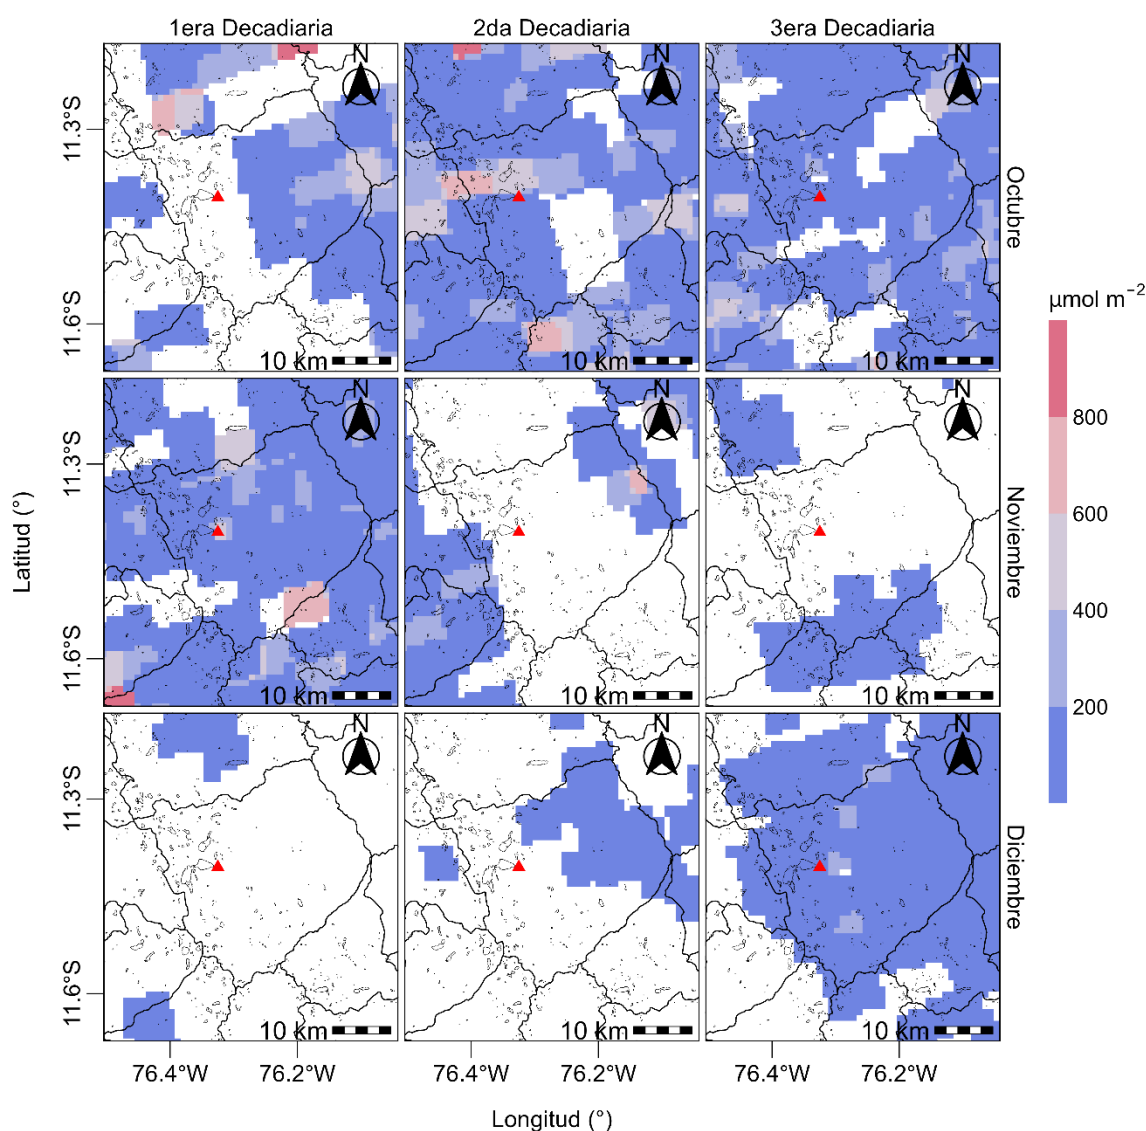 1era Decadiaria
2da Decadiaria
3era Decadiaria
N
N
N
11.3°S
11.6°S
10 km
10 km
10 km
Octubre
N
N
N
11.3°S
11.6°S
10 km
10 km
10 km
Noviembre
N
N
N
11.3°S
11.6°S
10 km
10 km
10 km
Diciembre
76.4°W
76.2°W
76.4°W
76.2°W
76.4°W
76.2°W
Latitud (°)
Longitud (°)
µmol m⁻²
800
600
400
200